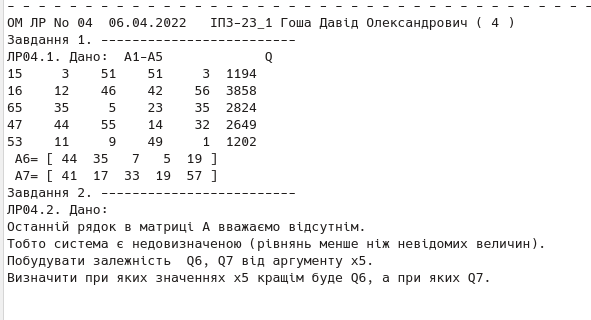 ОМ ЛР No 04 06.04.2022 ІПЗ-23_1 Гоша Давід Олександрович ( 4 )
Завдання 1. -------------------------
ЛР04.1. Дано: A1-A5 Q
15 3 51 51 3 1194
16 12 46 42 56 3858
65 35 5 23 35 2824
47 44 55 14 32 2649
53 11 9 49 1 1202
A6= [ 44 35 7 5 19 ]
A7= [ 41 17 33 19 57 ]
Завдання 2. -------------------------
ЛР04.2. Дано:
Останній рядок в матриці А вважаємо відсутнім.
Тобто система є недовизначеною (рівнянь менше ніж невідомих величин).
Побудувати залежність Q6, Q7 від аргументу x5.
Визначити при яких значеннях x5 кращім буде Q6, а при яких Q7.